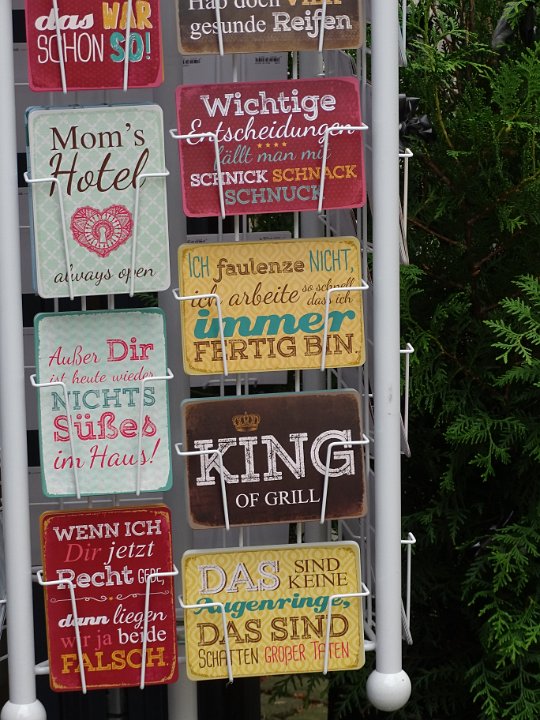 das WAR
SCHON SO!
Hab doch VIER
gesunde Reifen
Mom's
Hotel
always open
Wichtige
Entscheidungen
fällt man mit
SCHNICK SCHNACK
SCHNUCK
ICH faulenze NICHT,
ich arbeite so schnell
dass ich
immer
FERTIG BIN.
Außer Dir
ist heute wieder
NICHTS
Süßes
im Haus!
KING
OF GRILL
WENN ICH
Dir jetzt
Recht GEBE,
dann liegen
wir ja beide
FALSCH.
DAS SIND
KEINE
Augenringe,
DAS SIND
SCHATTEN GROßER TATEN